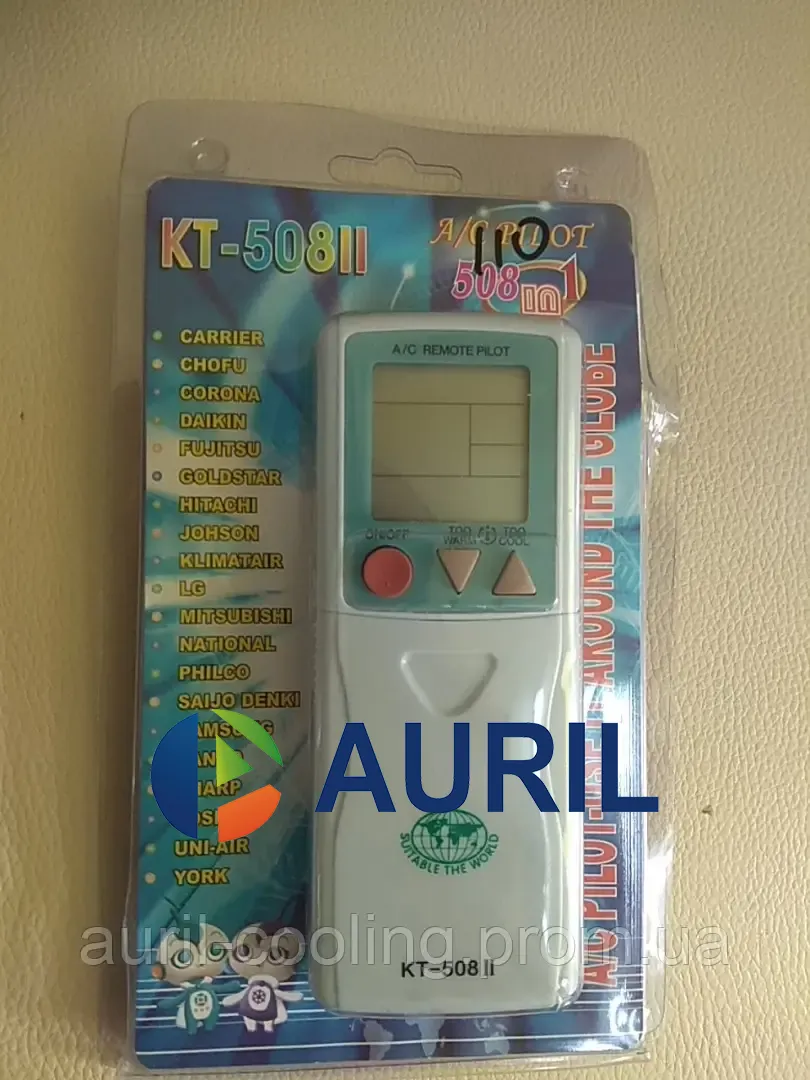 KT-508II
A/C PILOT
110
508 in 1
CARRIER
CHOFU
CORONA
DAIKIN
FUJITSU
GOLDSTAR
HITACHI
JOHSON
KLIMATAIR
LG
MITSUBISHI
NATIONAL
PHILCO
SAIJO DENKI
UNI-AIR
YORK
A/C REMOTE PILOT
ON/OFF
TOO WARM
TOO COOL
AROUND THE GLOBE
AURIL
SUITABLE THE WORLD
auril-cooling.prom.ua
KT-508 II